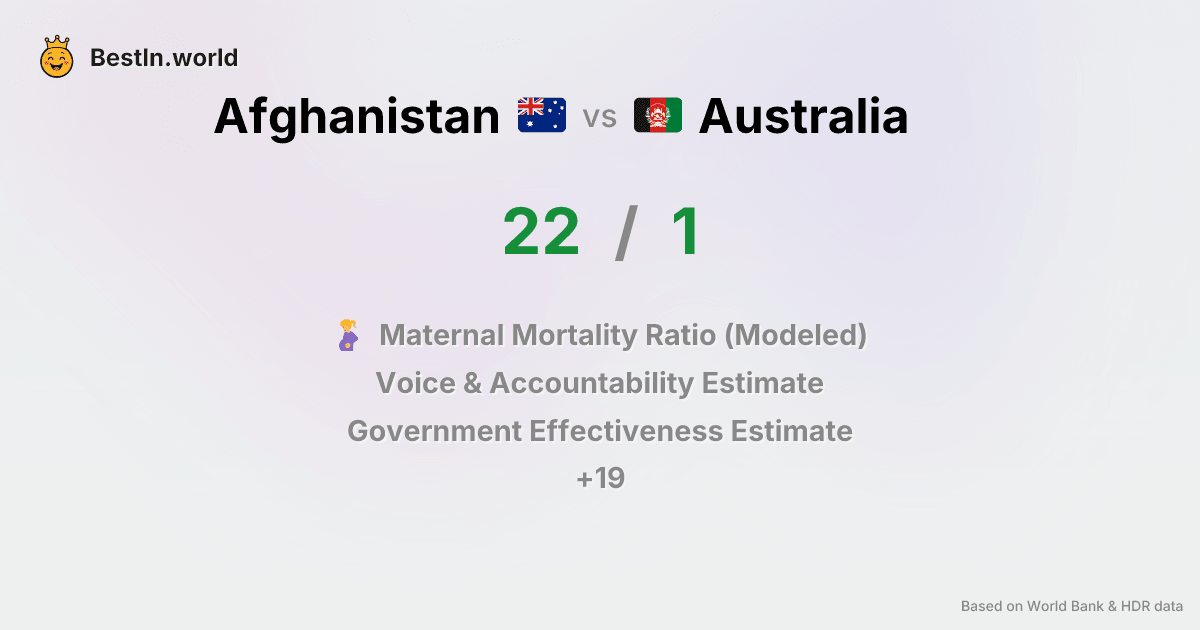 BestIn.world
Afghanistan vs Australia
22 / 1
Maternal Mortality Ratio (Modeled)
Voice & Accountability Estimate
Government Effectiveness Estimate
+19
Based on World Bank & HDR data